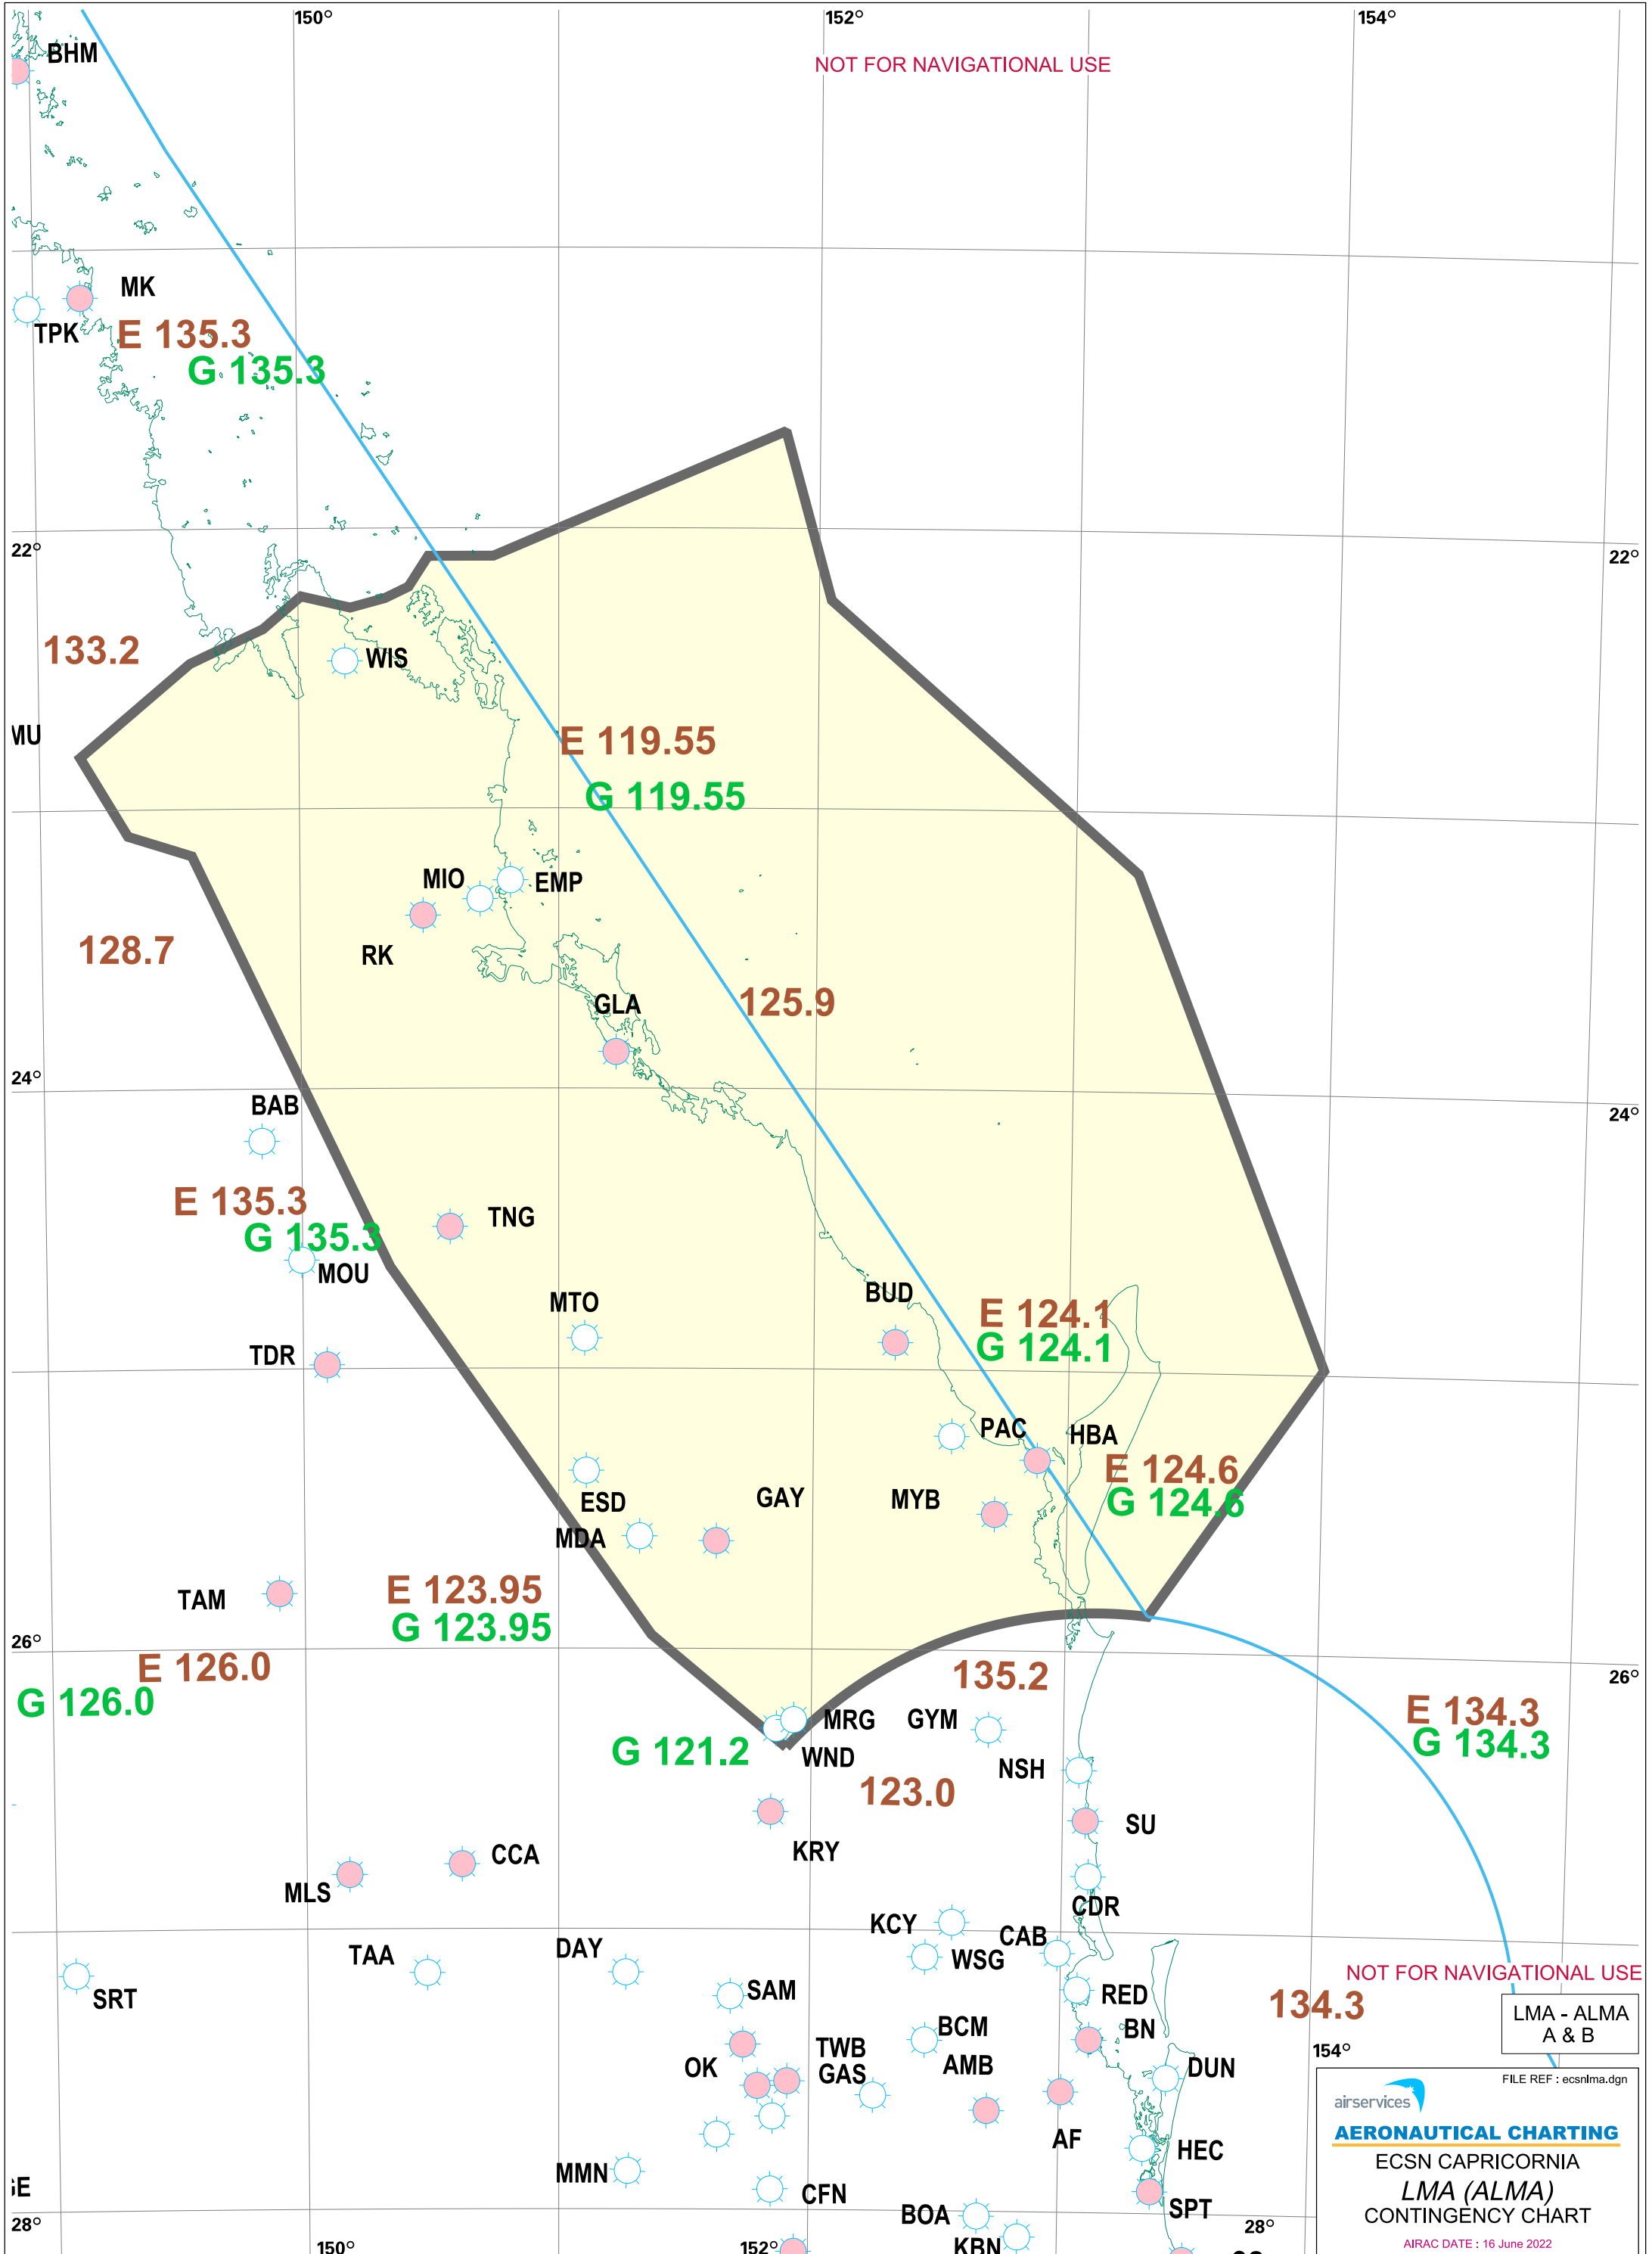 150°
152°
154°
BHM
NOT FOR NAVIGATIONAL USE
MK
TPK
E 135.3
G 135.3
22°
22°
133.2
WIS
MU
E 119.55
G 119.55
MIO
EMP
RK
128.7
GLA
125.9
24°
24°
BAB
E 135.3
TNG
G 135.3
MOU
MTO
BUD
E 124.1
G 124.1
TDR
PAC
HBA
E 124.6
G 124.6
ESD
GAY
MYB
MDA
TAM
E 123.95
G 123.95
26°
26°
E 126.0
G 126.0
135.2
MRG
GYM
E 134.3
G 134.3
G 121.2
WND
NSH
123.0
SU
KRY
CCA
MLS
CDR
KCY
CAB
TAA
DAY
WSG
NOT FOR NAVIGATIONAL USE
SRT
SAM
RED
134.3
LMA - ALMA
A & B
BCM
BN
TWB
154°
OK
GAS
AMB
DUN
FILE REF : ecsnlma.dgn
airservices
AERONAUTICAL CHARTING
AF
HEC
ECSN CAPRICORNIA
MMN
CFN
LMA (ALMA)
SPT
CONTINGENCY CHART
BOA
28°
28°
KBN
150°
152°
AIRAC DATE : 16 June 2022